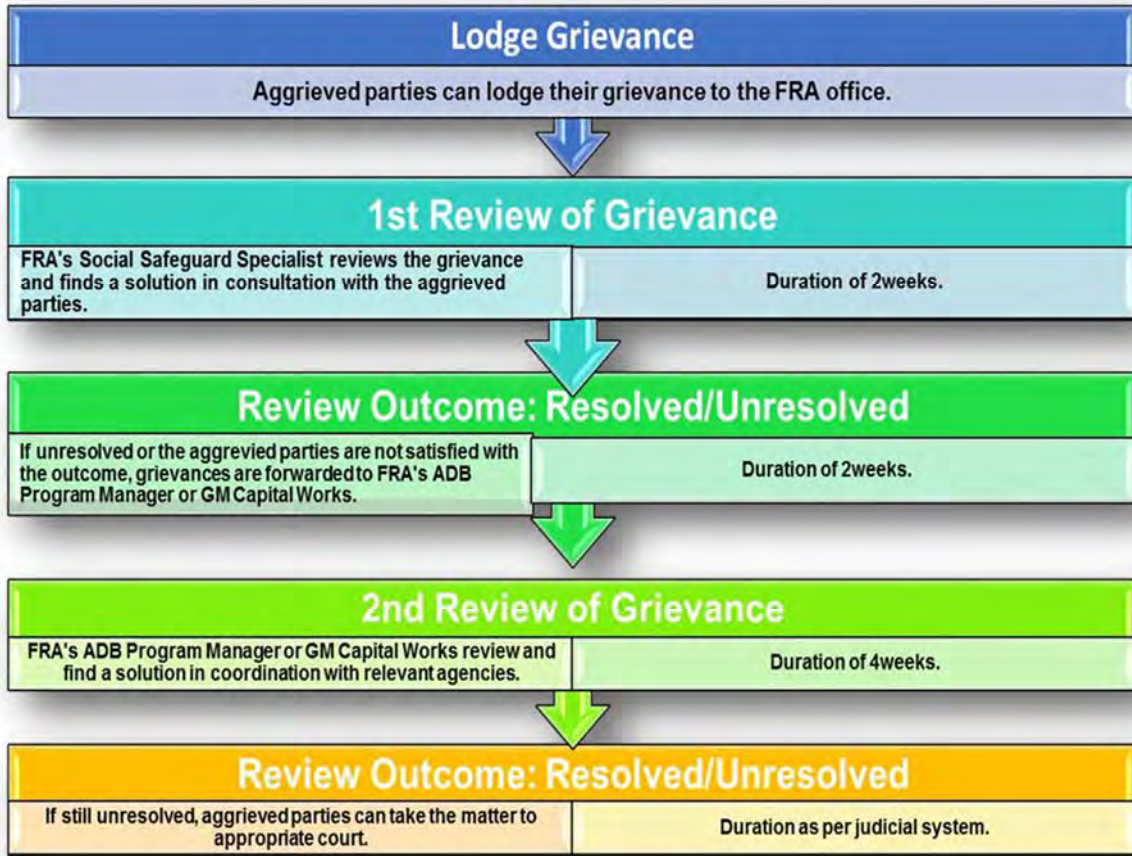 Lodge Grievance
Aggrieved parties can lodge their grievance to the FRA office.
1st Review of Grievance
FRA's Social Safeguard Specialist reviews the grievance
and finds a solution in consultation with the aggrieved
parties.
Duration of 2weeks.
Review Outcome: Resolved/Unresolved
If unresolved or the aggrevied parties are not satisfied with
the outcome, grievances are forwarded to FRA's ADB
Program Manager or GM Capital Works.
Duration of 2weeks.
2nd Review of Grievance
FRA's ADB Program Manager or GM Capital Works review and
find a solution in coordination with relevant agencies.
Duration of 4weeks.
Review Outcome: Resolved/Unresolved
If still unresolved, aggrieved parties can take the matter to
appropriate court.
Duration as per judicial system.